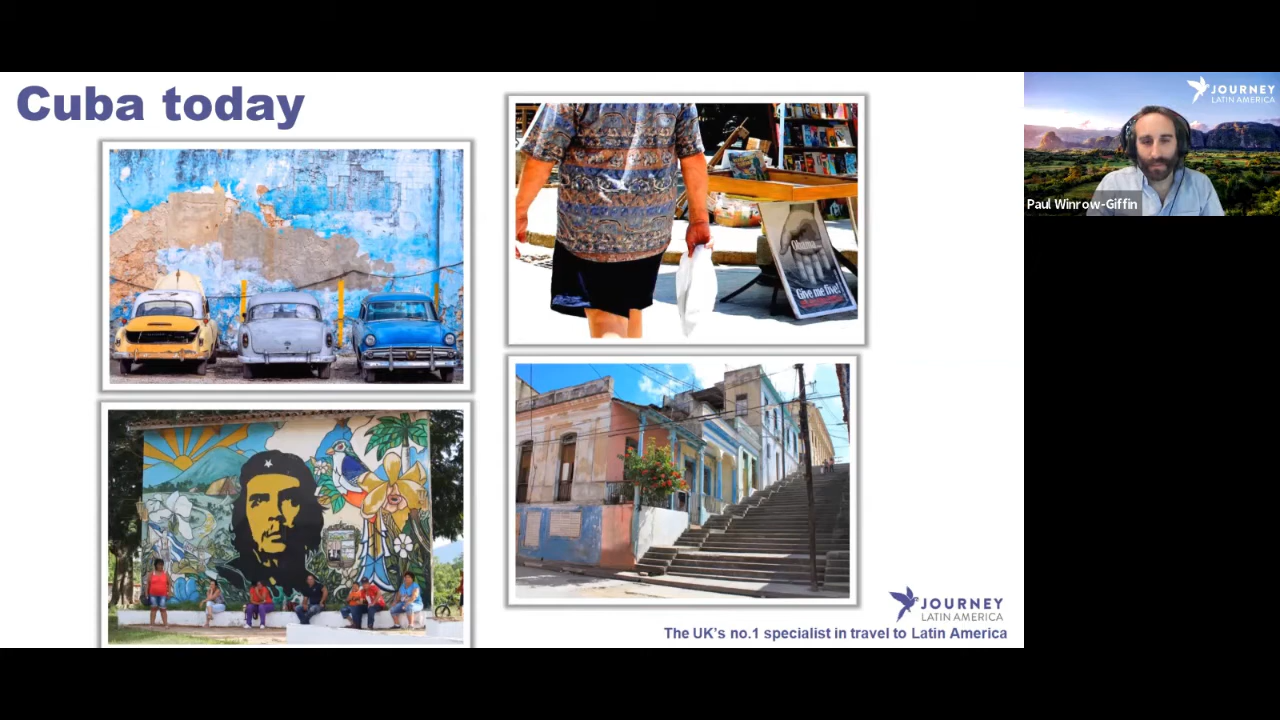 Cuba today
JOURNEY
LATIN AMERICA
Paul Winrow-Giffin
Obama...
Give me five!
JOURNEY
LATIN AMERICA
The UK's no.1 specialist in travel to Latin America